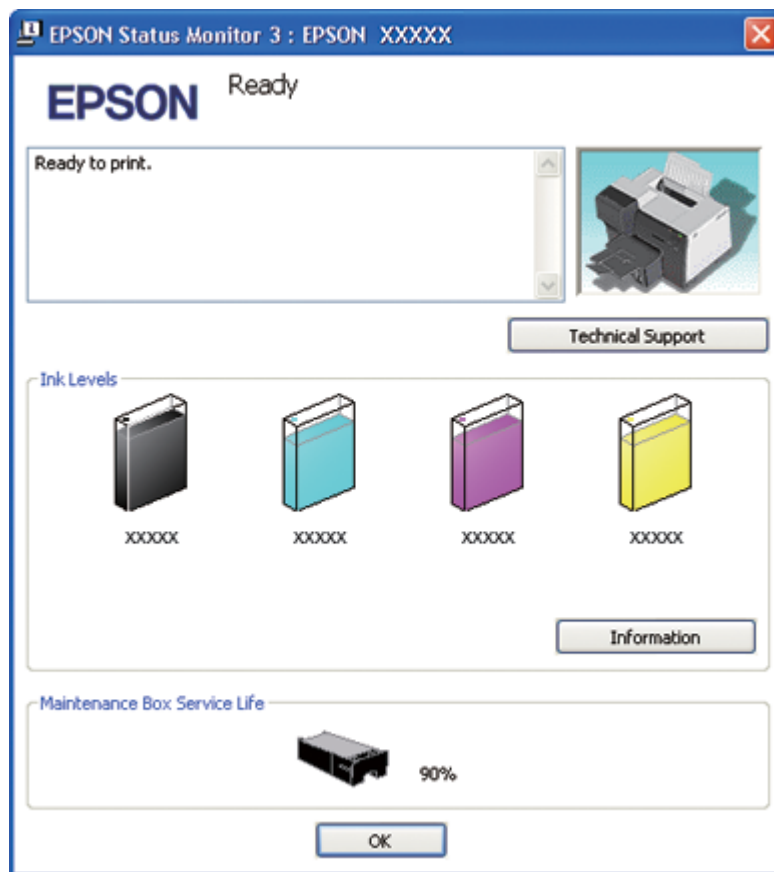 EPSON Status Monitor 3 : EPSON XXXXX
EPSON
Ready
Ready to print.
Technical Support
Ink Levels
XXXXX XXXXX XXXXX XXXXX
Information
Maintenance Box Service Life
90%
OK